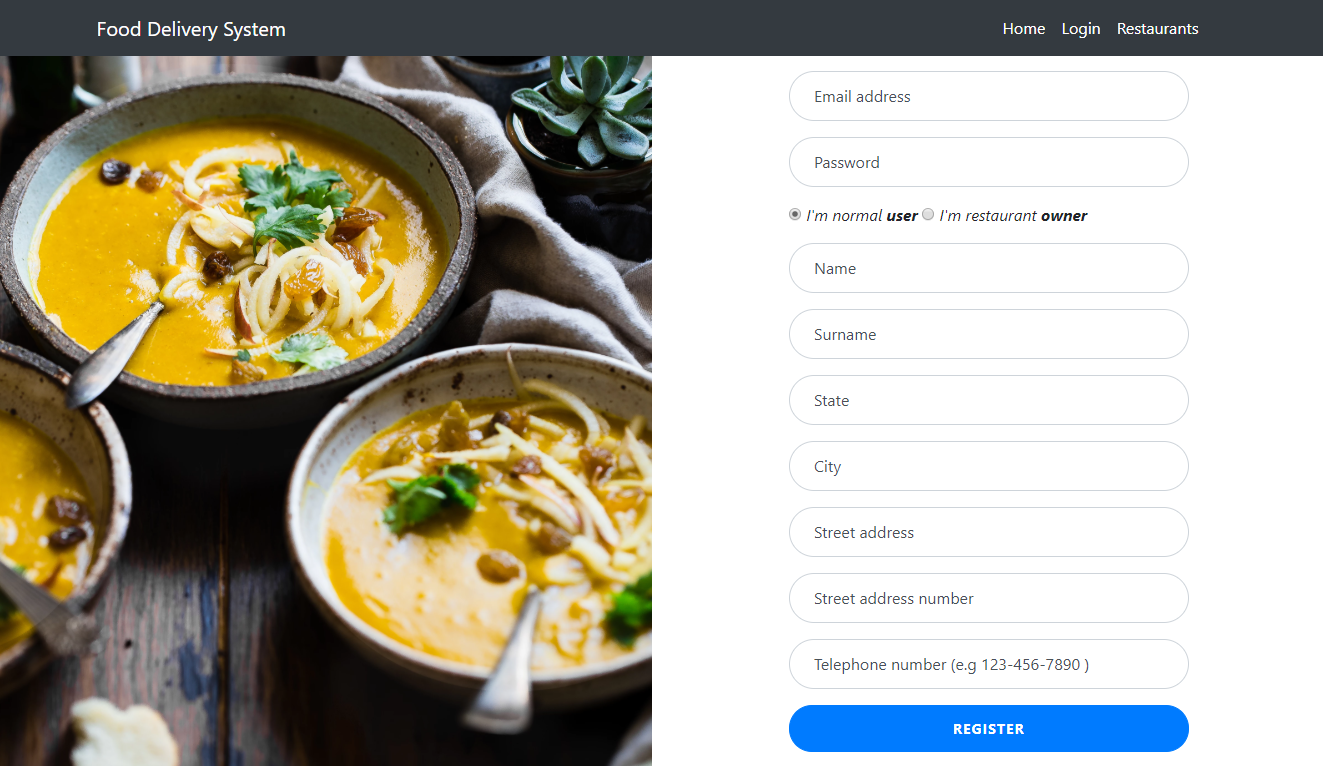 Food Delivery System
Home Login Restaurants
Email address
Password
I'm normal user I'm restaurant owner
Name
Surname
State
City
Street address
Street address number
Telephone number (e.g 123-456-7890 )
REGISTER